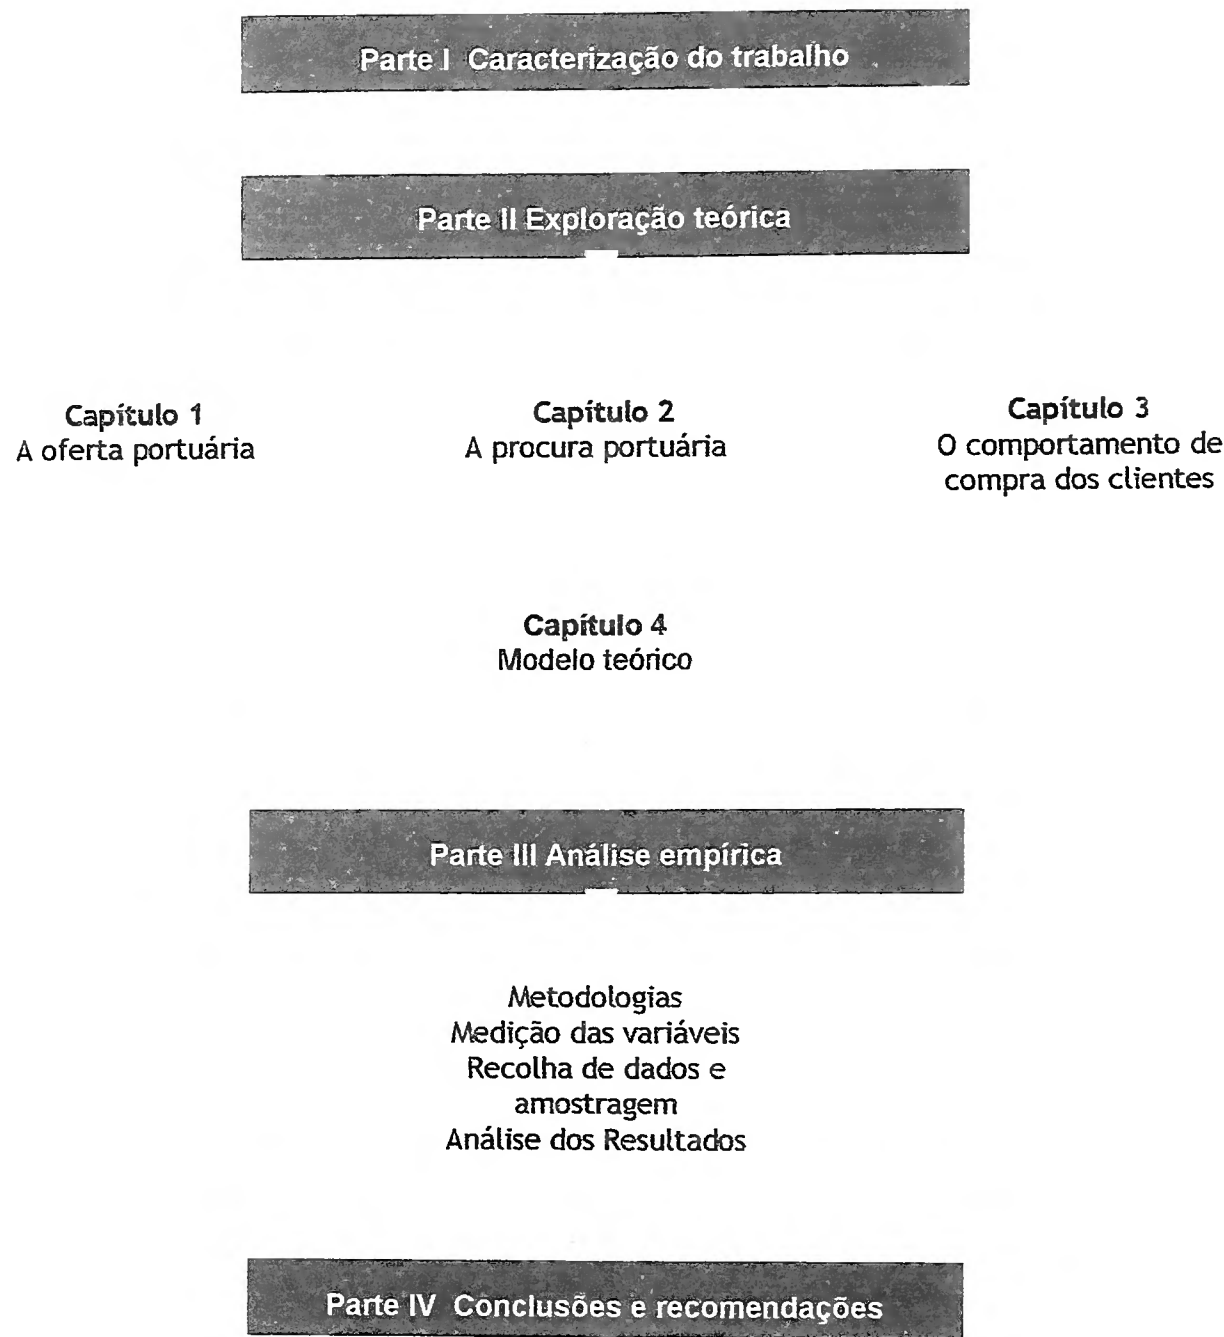 Parte I Caracterização do trabalho
Parte II Exploração teórica
Capítulo 1
A oferta portuária
Capítulo 2
A procura portuária
Capítulo 3
O comportamento de
compra dos clientes
Capítulo 4
Modelo teórico
Parte III Análise empírica
Metodologias
Medição das variáveis
Recolha de dados e
amostragem
Análise dos Resultados
Parte IV Conclusões e recomendações